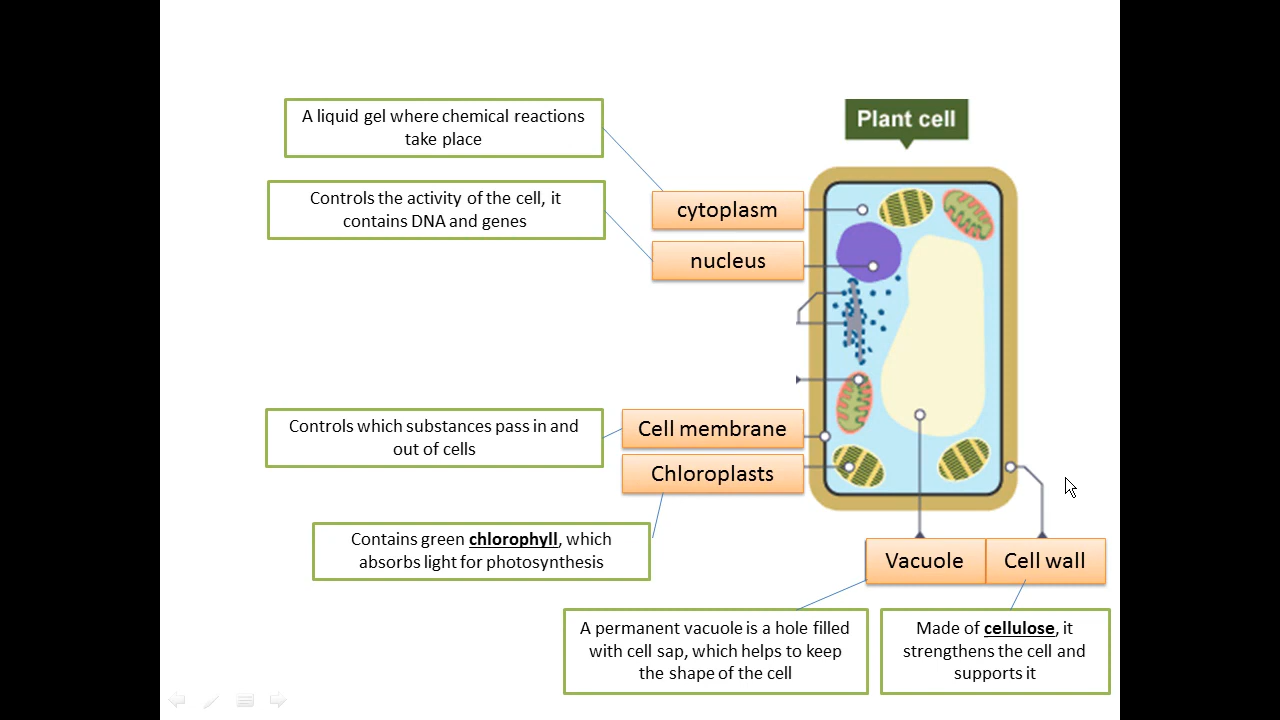 Plant cell
A liquid gel where chemical reactions
take place
Controls the activity of the cell, it
contains DNA and genes
cytoplasm
nucleus
Controls which substances pass in and
out of cells
Cell membrane
Chloroplasts
Contains green chlorophyll, which
absorbs light for photosynthesis
Vacuole
Cell wall
A permanent vacuole is a hole filled
with cell sap, which helps to keep
the shape of the cell
Made of cellulose, it
strengthens the cell and
supports it